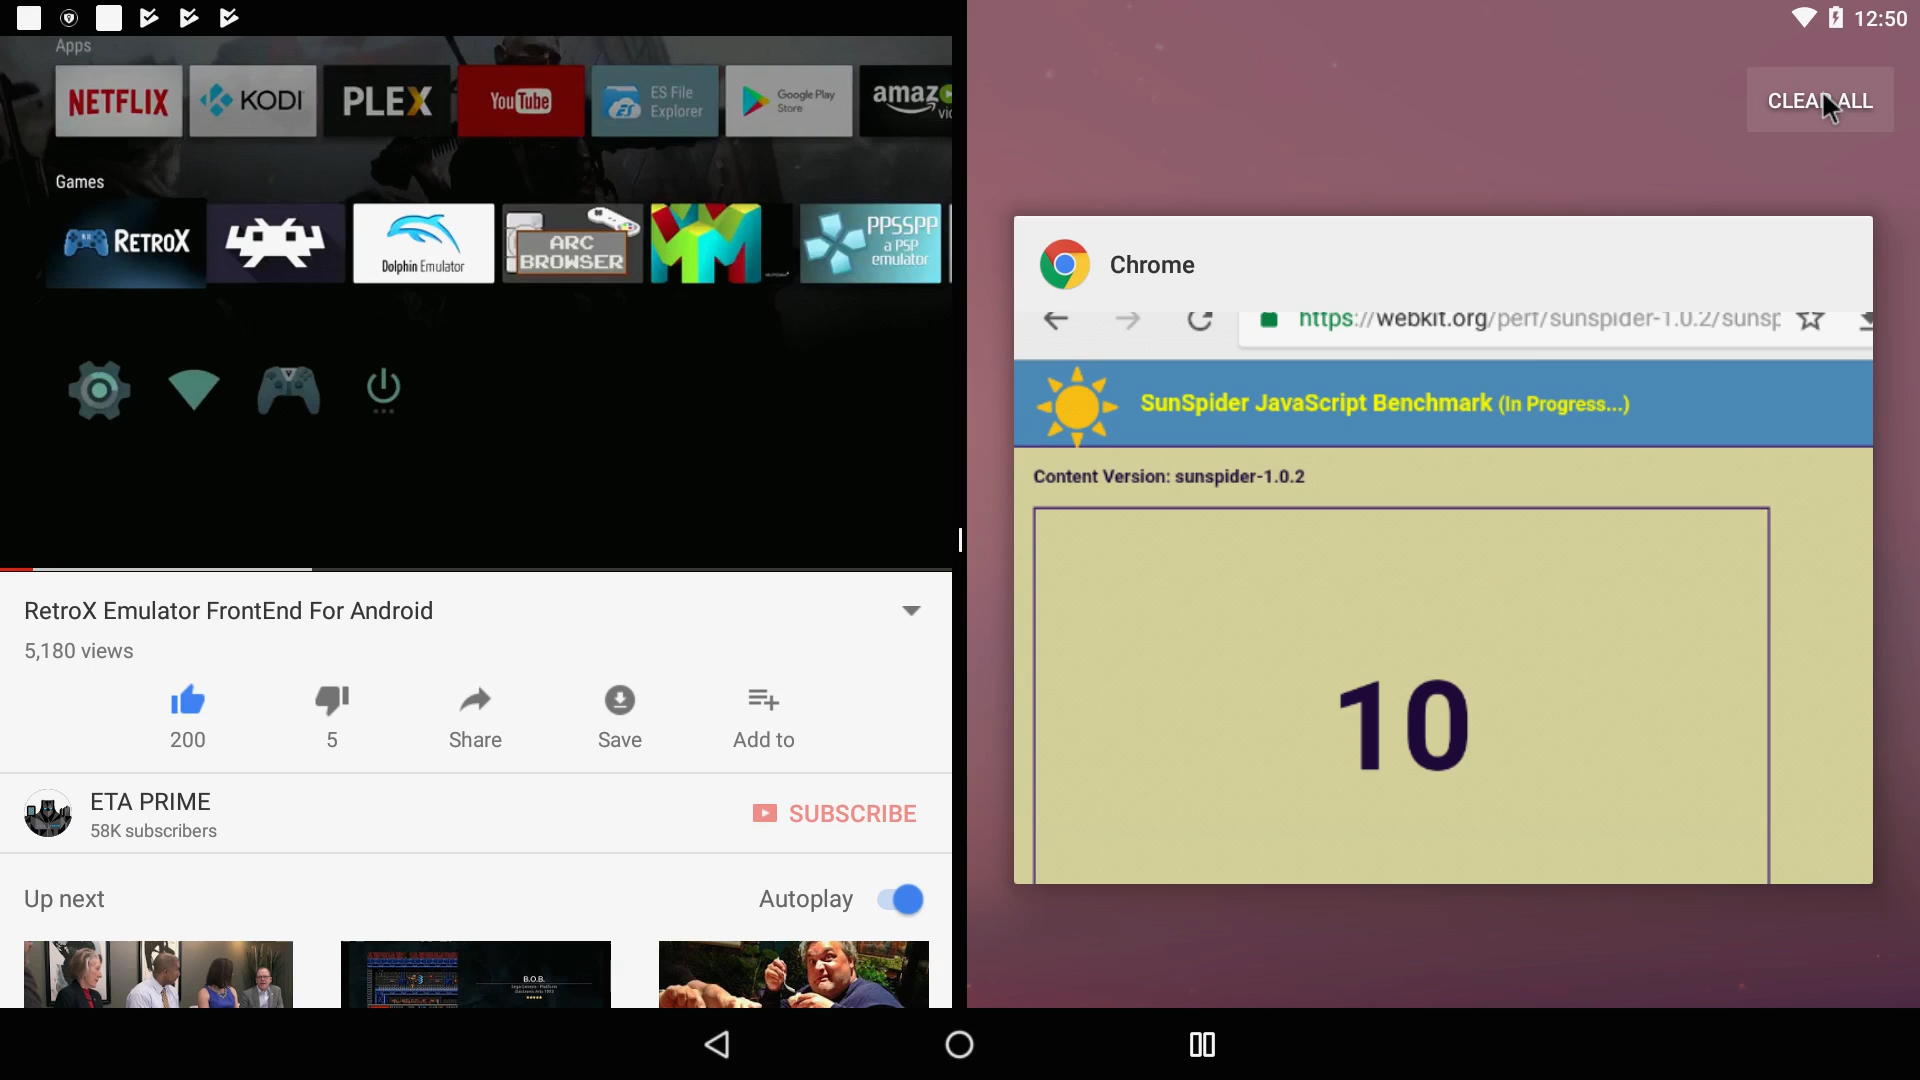 12:50
Apps
NETFLIX
KODI
PLEX
YouTube
ES File
Explorer
Google Play
Store
amaz
Games
RETROX
Dolphin Emulator
ARC
BROWSER
PPSSPP
a PSP
emulator
RetroX Emulator FrontEnd For Android
5,180 views
200
5
Share
Save
Add to
ETA PRIME
58K subscribers
SUBSCRIBE
Up next
Autoplay
B.O.B.
CLEAR ALL
Chrome
https://webkit.org/perf/sunspider-1.0.2/sunsp
SunSpider JavaScript Benchmark (In Progress...)
Content Version: sunspider-1.0.2
10